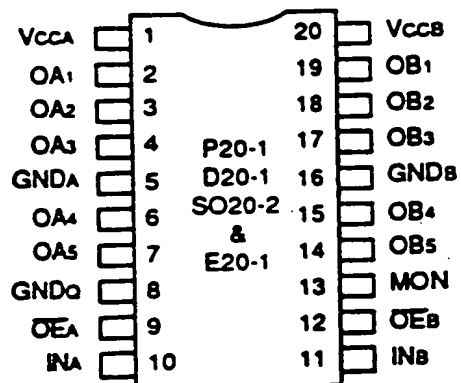 VCCA 1 20 VCCB
OA1 2 19 OB1
OA2 3 18 OB2
OA3 4 17 OB3
GNDA 5 16 GNDB
OA4 6 15 OB4
OA5 7 14 OB5
GNDQ 8 13 MON
O̅E̅A 9 12 O̅E̅B
INA 10 11 INB
P20-1
D20-1
SO20-2
&
E20-1